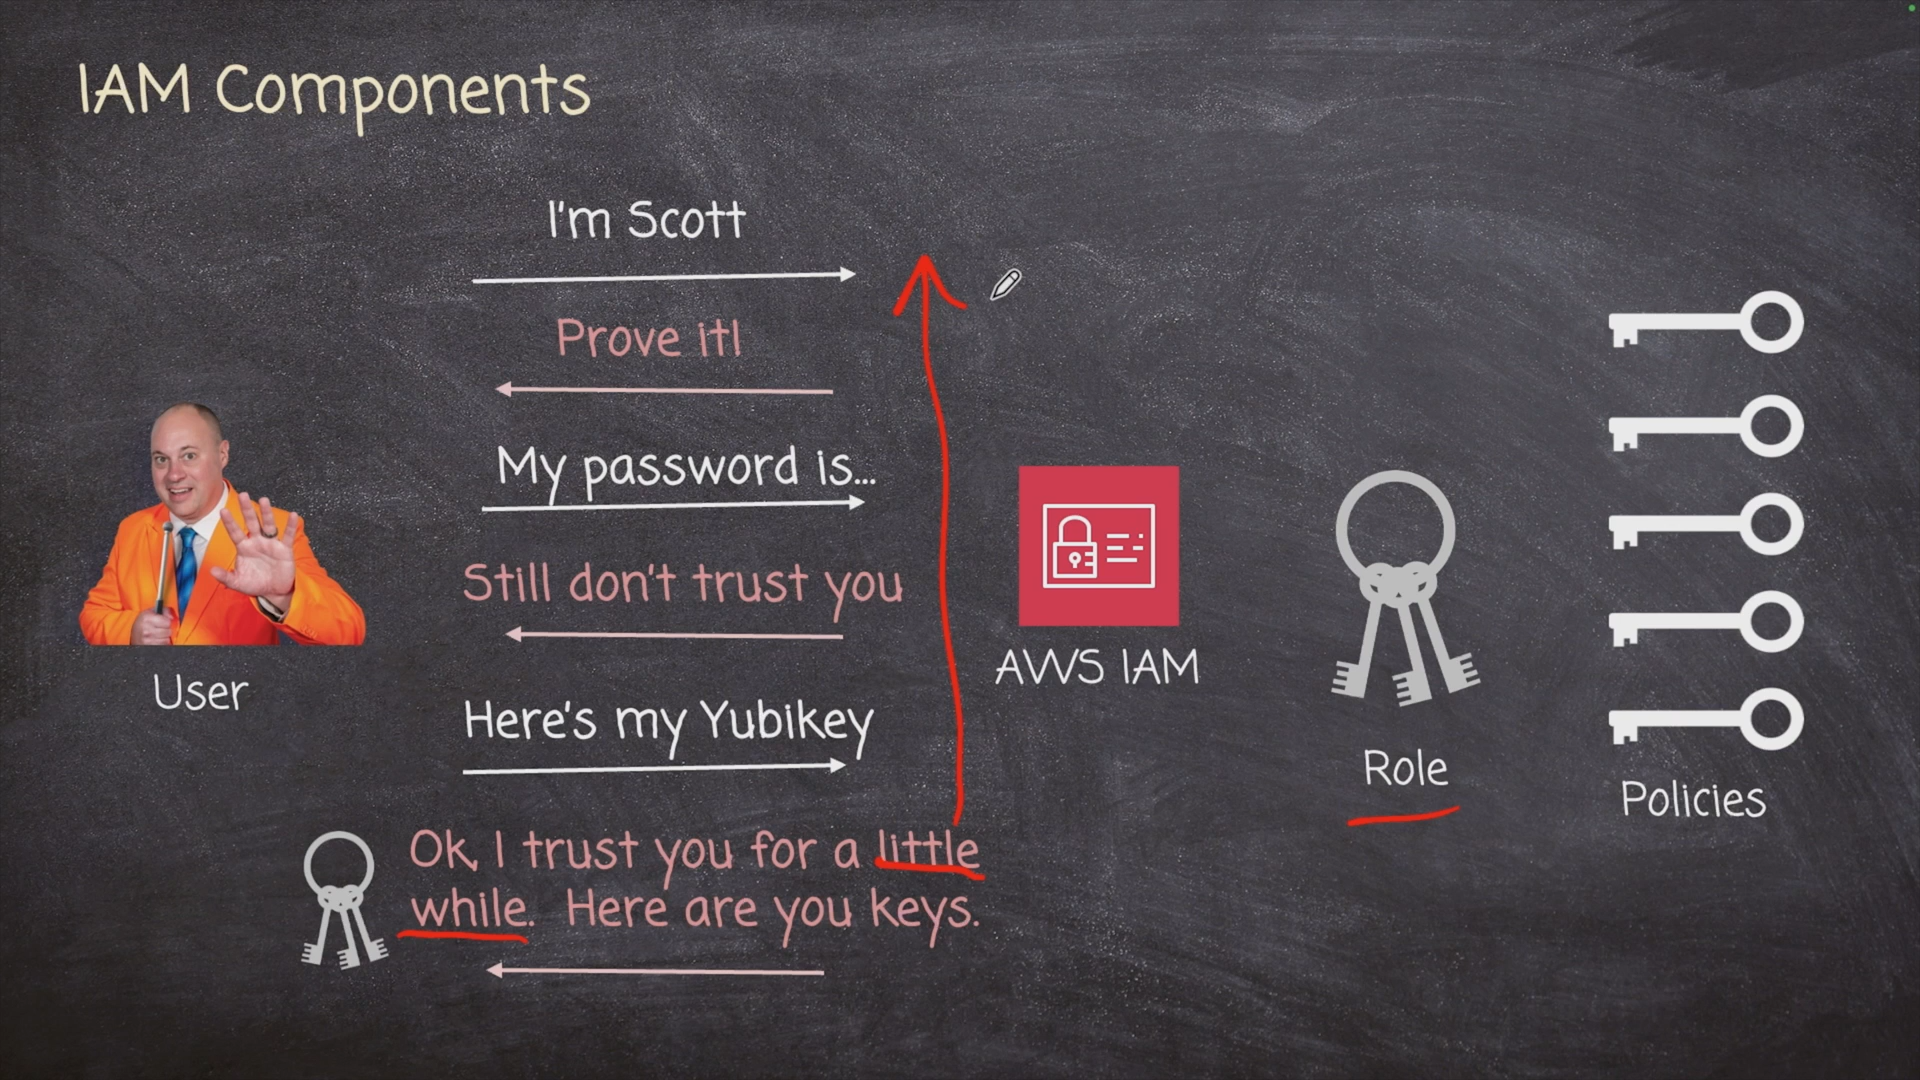 IAM Components
I'm Scott
Prove it!
My password is...
Still don't trust you
Here's my Yubikey
Ok, I trust you for a little
while. Here are you keys.
User
AWS IAM
Role
Policies